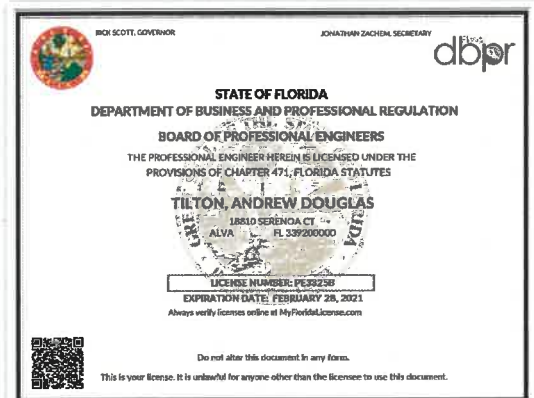 RICK SCOTT, GOVERNOR
JONATHAN ZACHEM, SECRETARY
dbpr
STATE OF FLORIDA
DEPARTMENT OF BUSINESS AND PROFESSIONAL REGULATION
BOARD OF PROFESSIONAL ENGINEERS
THE PROFESSIONAL ENGINEER HEREIN IS LICENSED UNDER THE
PROVISIONS OF CHAPTER 471, FLORIDA STATUTES
TILTON, ANDREW DOUGLAS
18810 SERENOA CT
ALVA FL 339200000
LICENSE NUMBER:
EXPIRATION DATE: FEBRUARY 28, 2021
Always verify licenses online at MyFloridaLicense.com
Do not alter this document in any form.
This is your license. It is unlawful for anyone other than the licensee to use this document.